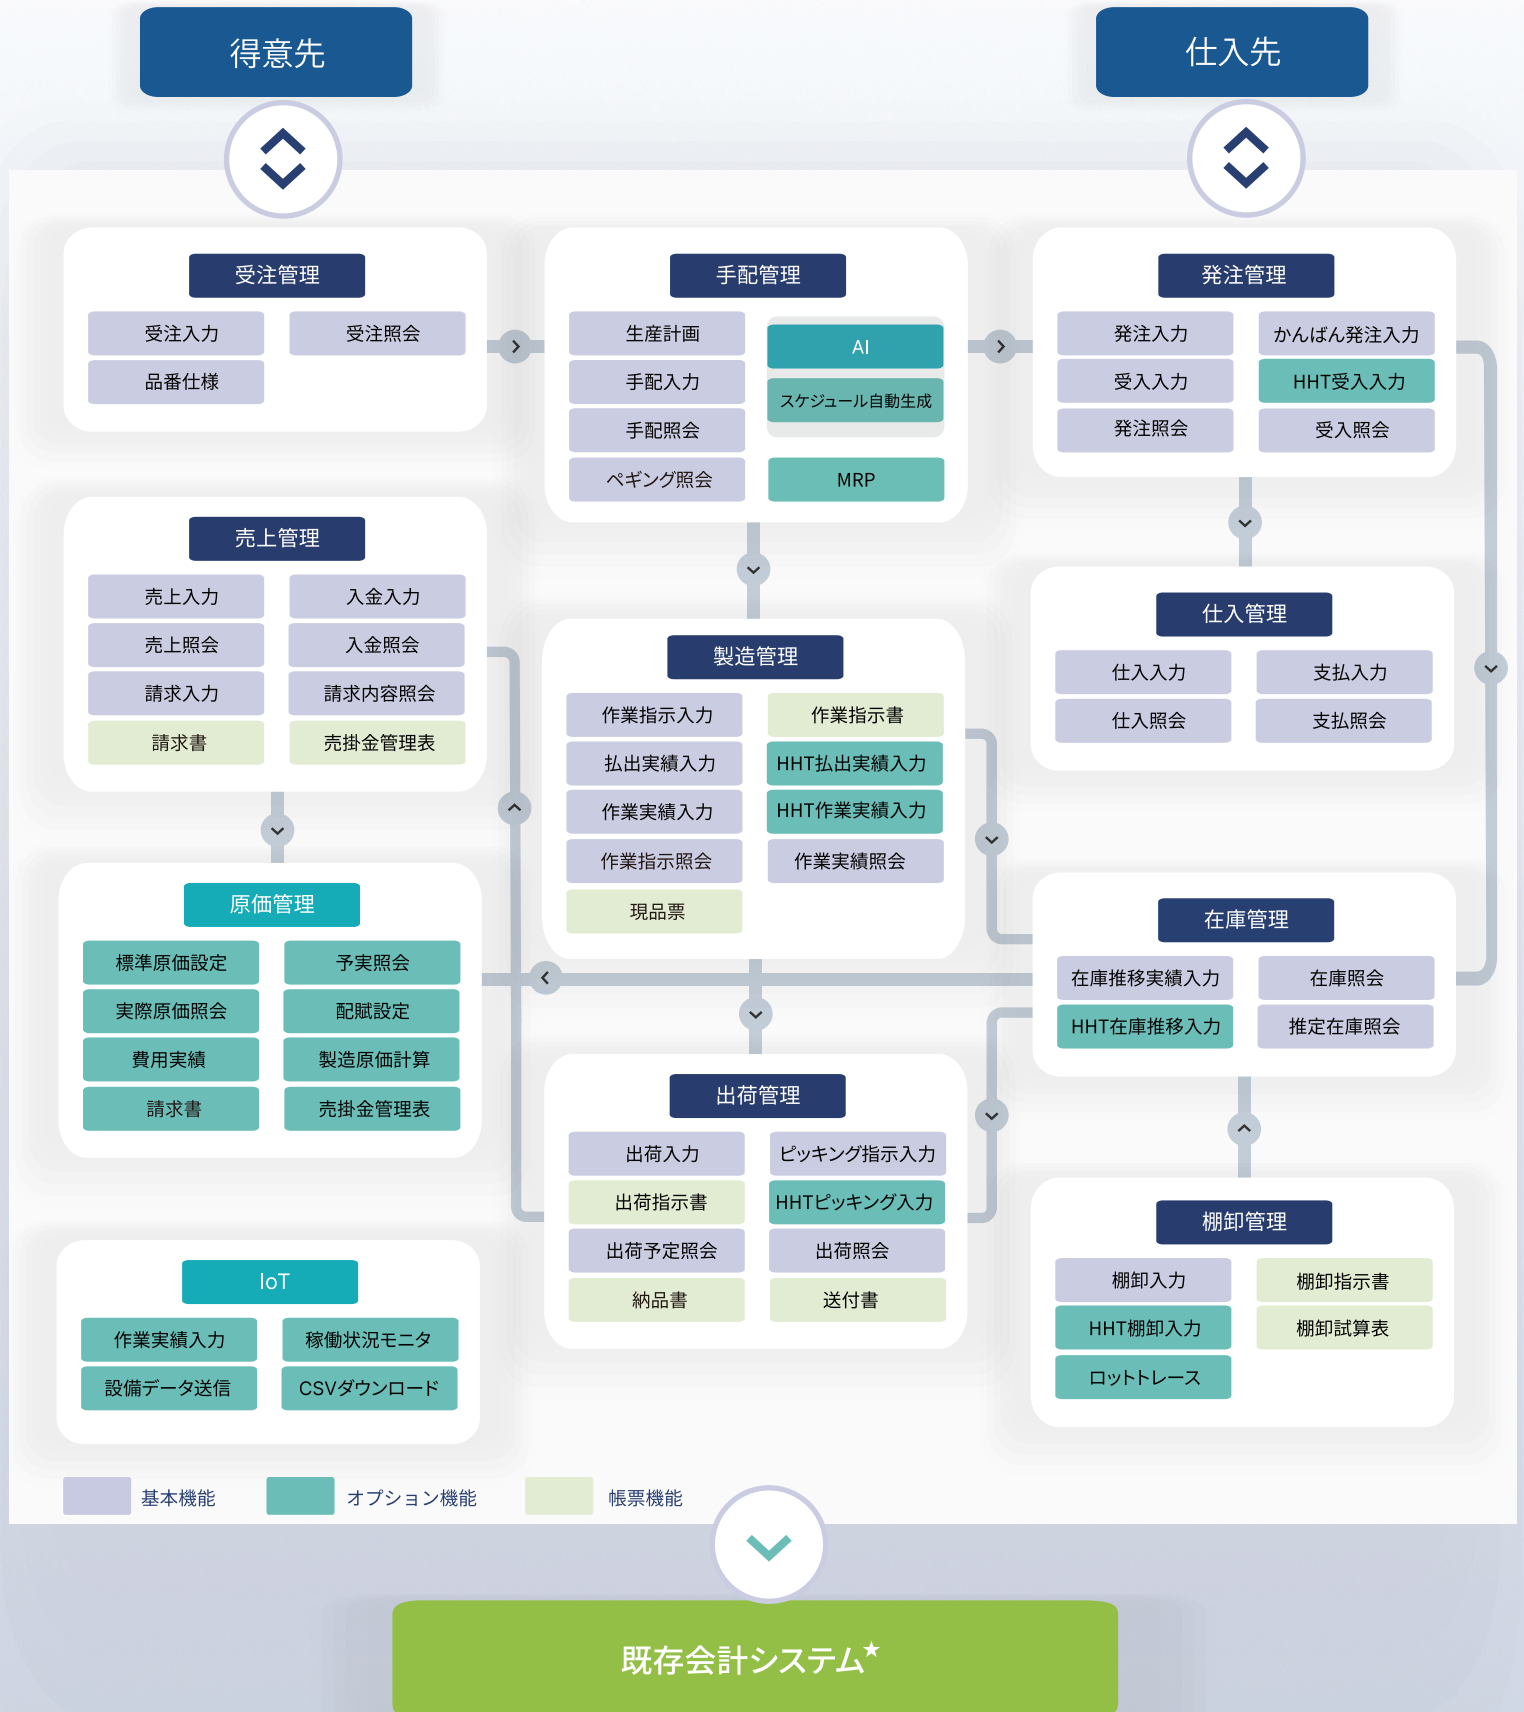 得意先
仕入先
受注管理
受注入力
受注照会
品番仕様
手配管理
生産計画
AI
手配入力
スケジュール自動生成
手配照会
ペギング照会
MRP
発注管理
発注入力
かんばん発注入力
受入入力
HHT受入入力
発注照会
受入照会
売上管理
売上入力
入金入力
売上照会
入金照会
請求入力
請求内容照会
請求書
売掛金管理表
製造管理
作業指示入力
作業指示書
払出実績入力
HHT払出実績入力
作業実績入力
HHT作業実績入力
作業指示照会
作業実績照会
現品票
仕入管理
仕入入力
支払入力
仕入照会
支払照会
原価管理
標準原価設定
予実照会
実際原価照会
配賦設定
費用実績
製造原価計算
請求書
売掛金管理表
在庫管理
在庫推移実績入力
在庫照会
HHT在庫推移入力
推定在庫照会
出荷管理
出荷入力
ピッキング指示入力
出荷指示書
HHTピッキング入力
出荷予定照会
出荷照会
納品書
送付書
棚卸管理
棚卸入力
棚卸指示書
HHT棚卸入力
棚卸試算表
ロットトレース
IoT
作業実績入力
稼働状況モニタ
設備データ送信
CSVダウンロード
基本機能
オプション機能
帳票機能
既存会計システム★